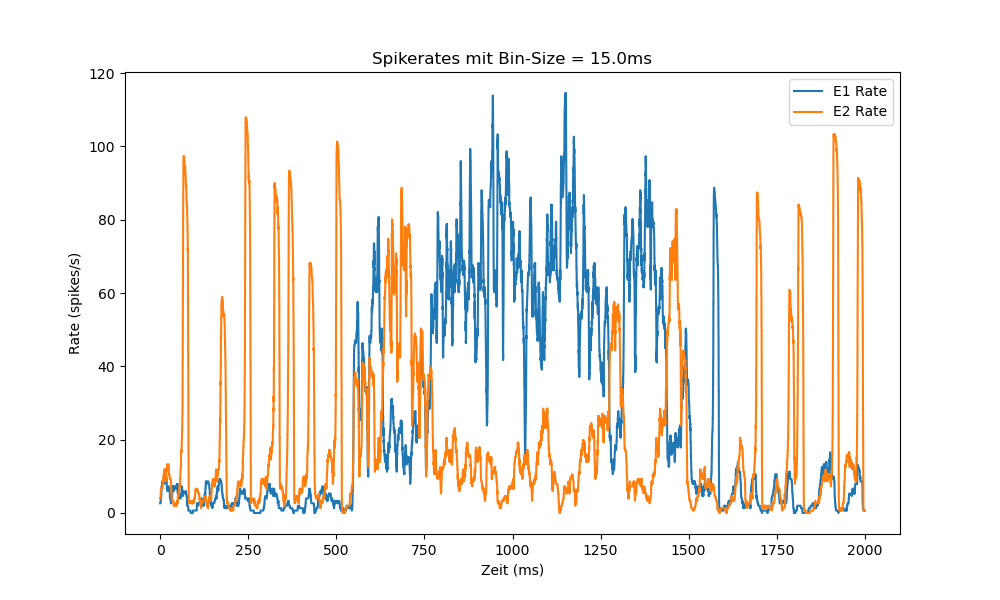 Spikerates mit Bin-Size = 15.0ms
E1 Rate
E2 Rate
120
100
80
60
40
20
0
Rate (spikes/s)
0 250 500 750 1000 1250 1500 1750 2000
Zeit (ms)